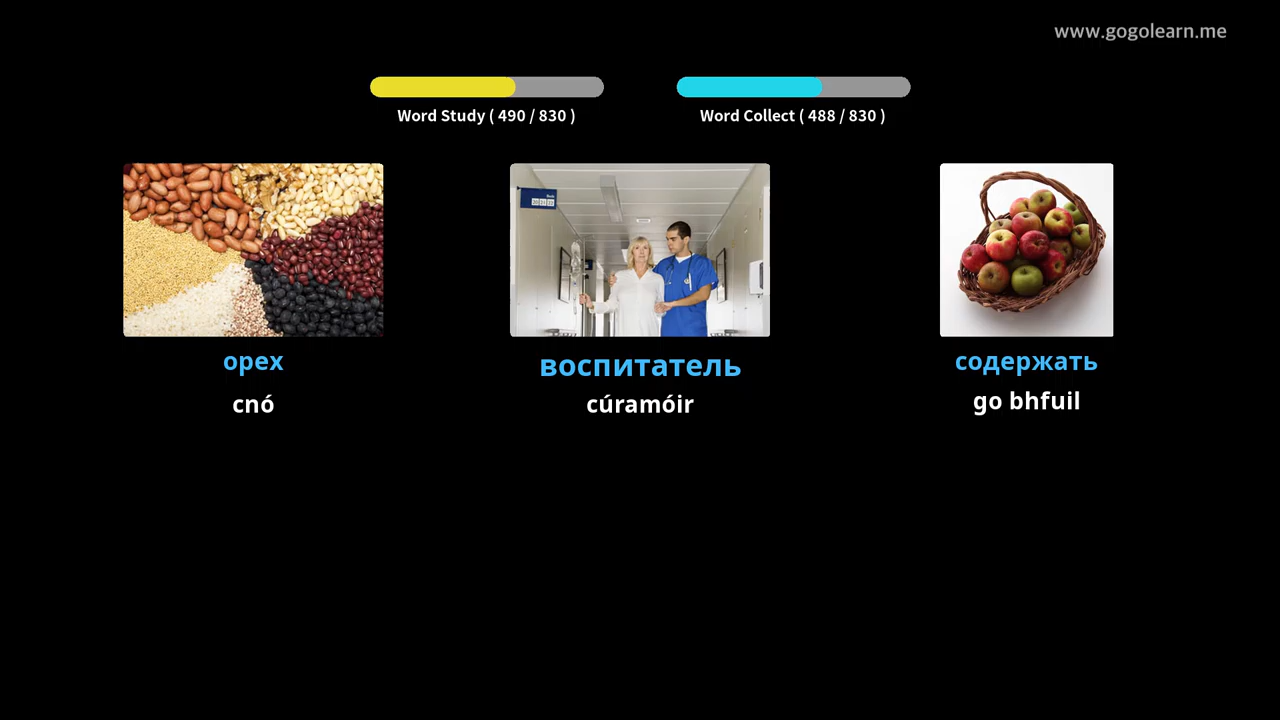 www.gogolearn.me
Word Study ( 490 / 830 )
Word Collect ( 488 / 830 )
орех
воспитатель
содержать
cnó
cúramóir
go bhfuil